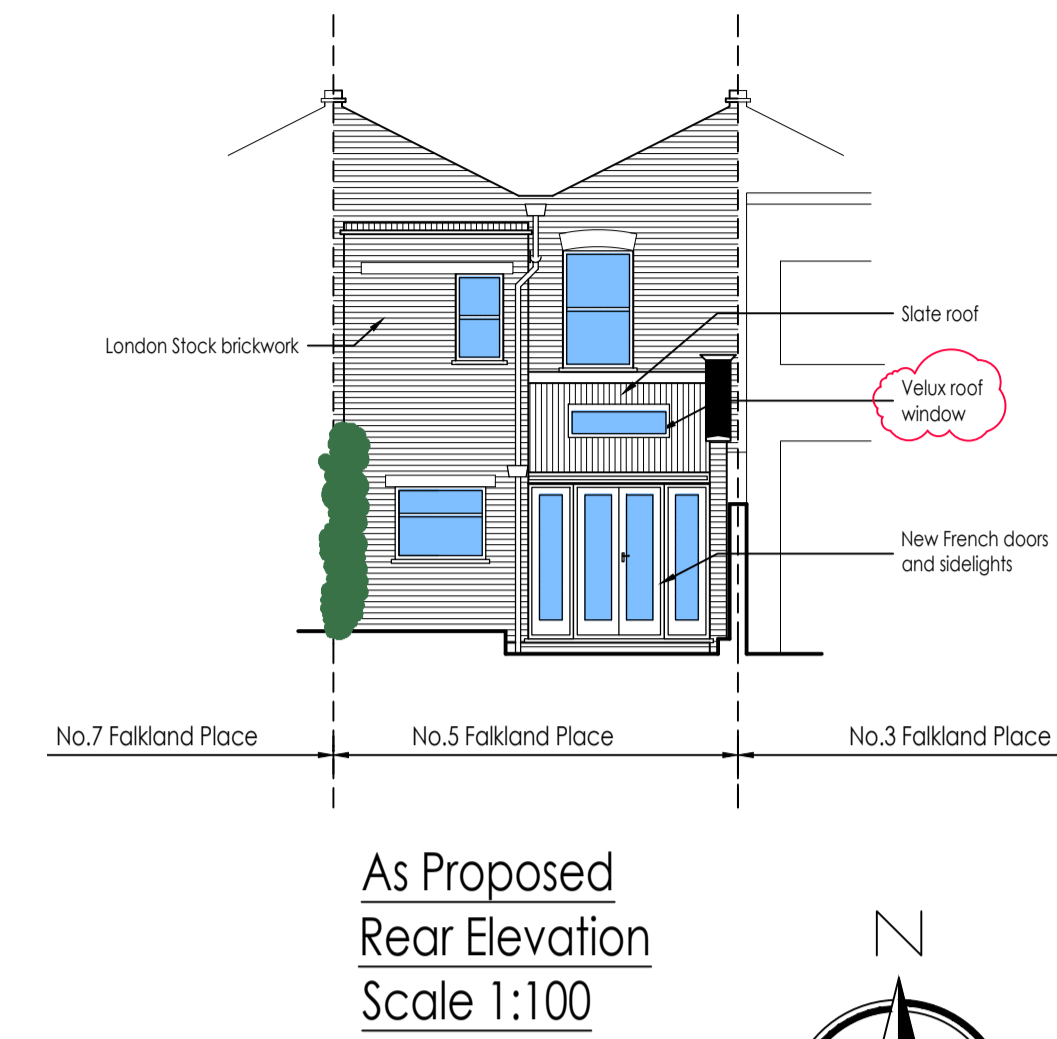 Slate roof
London Stock brickwork
Velux roof
window
New French doors
and sidelights
No.7 Falkland Place
No.5 Falkland Place
No.3 Falkland Place
As Proposed
Rear Elevation
Scale 1:100
N